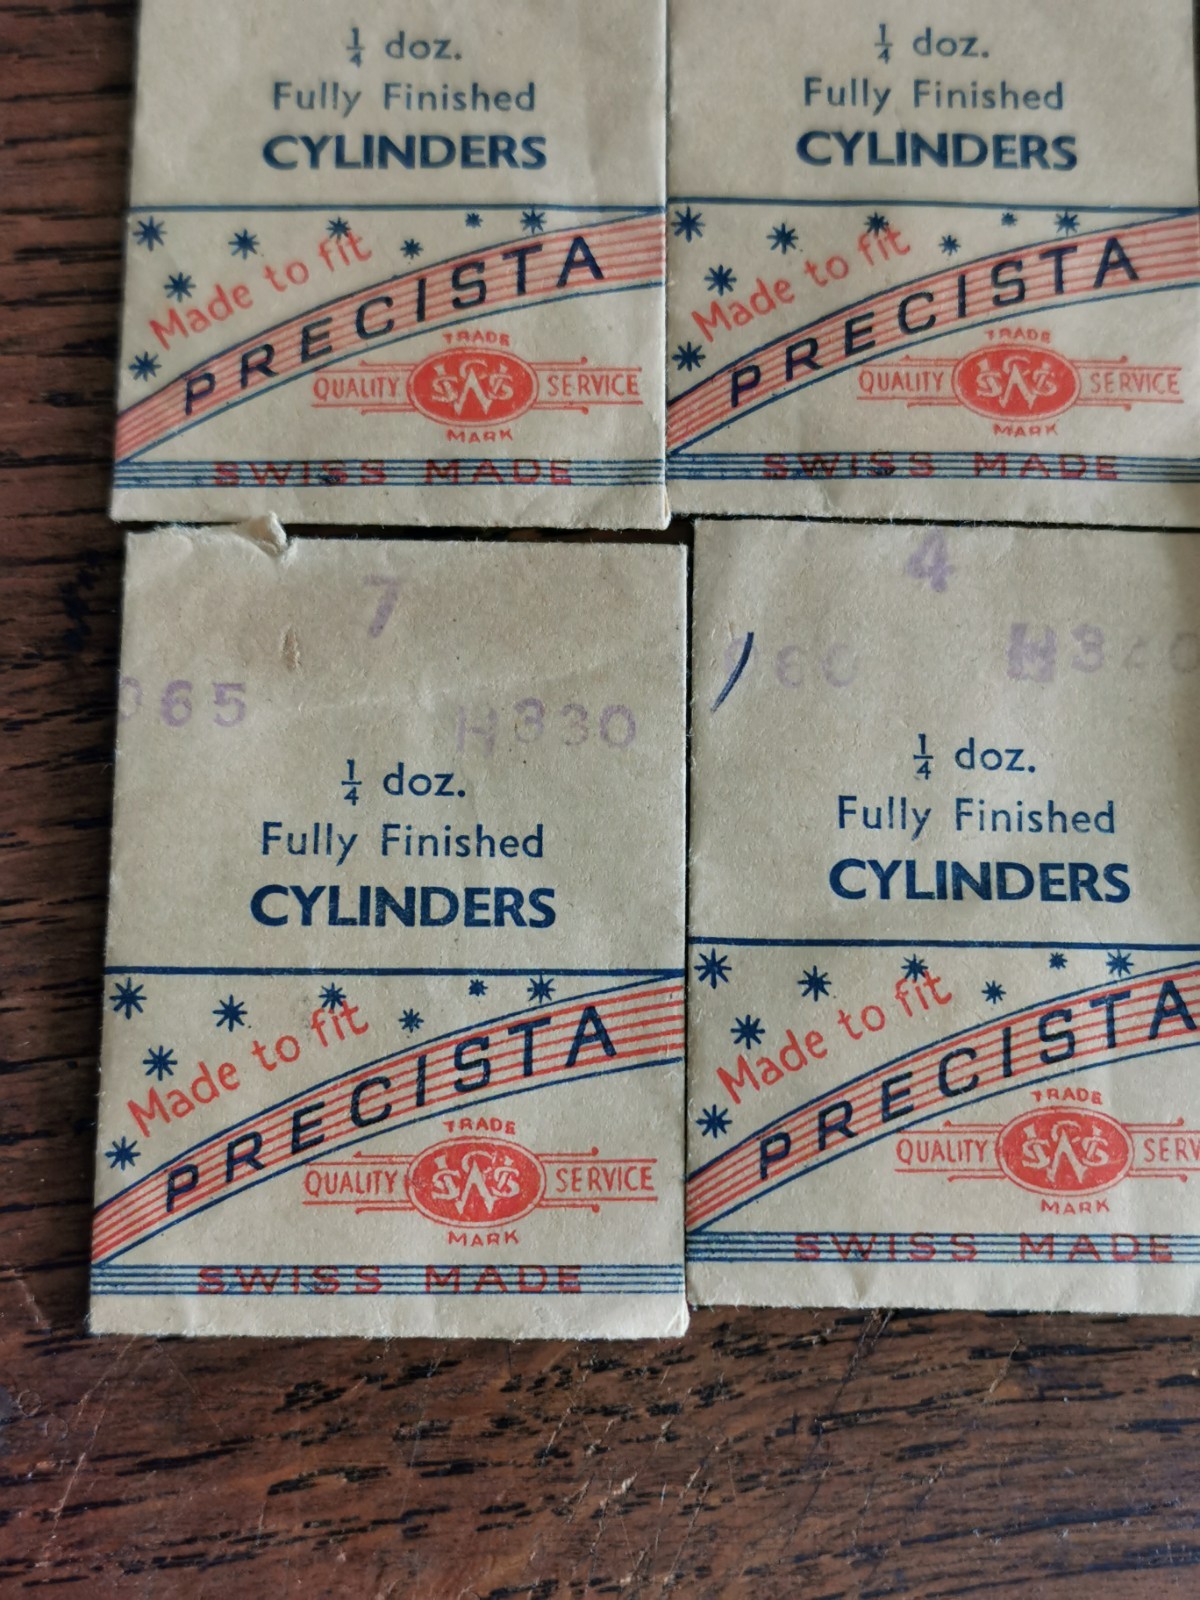 1/4 doz.
Fully Finished
CYLINDERS
Made to fit
PRECISTA
TRADE
QUALITY SERVICE
MARK
SWISS MADE
1/4 doz.
Fully Finished
CYLINDERS
Made to fit
PRECISTA
TRADE
QUALITY SERVICE
MARK
SWISS MADE
7
065 H330
1/4 doz.
Fully Finished
CYLINDERS
Made to fit
PRECISTA
TRADE
QUALITY SERVICE
MARK
SWISS MADE
4
1/4 doz.
Fully Finished
CYLINDERS
Made to fit
PRECISTA
TRADE
QUALITY SERV
MARK
SWISS MADE